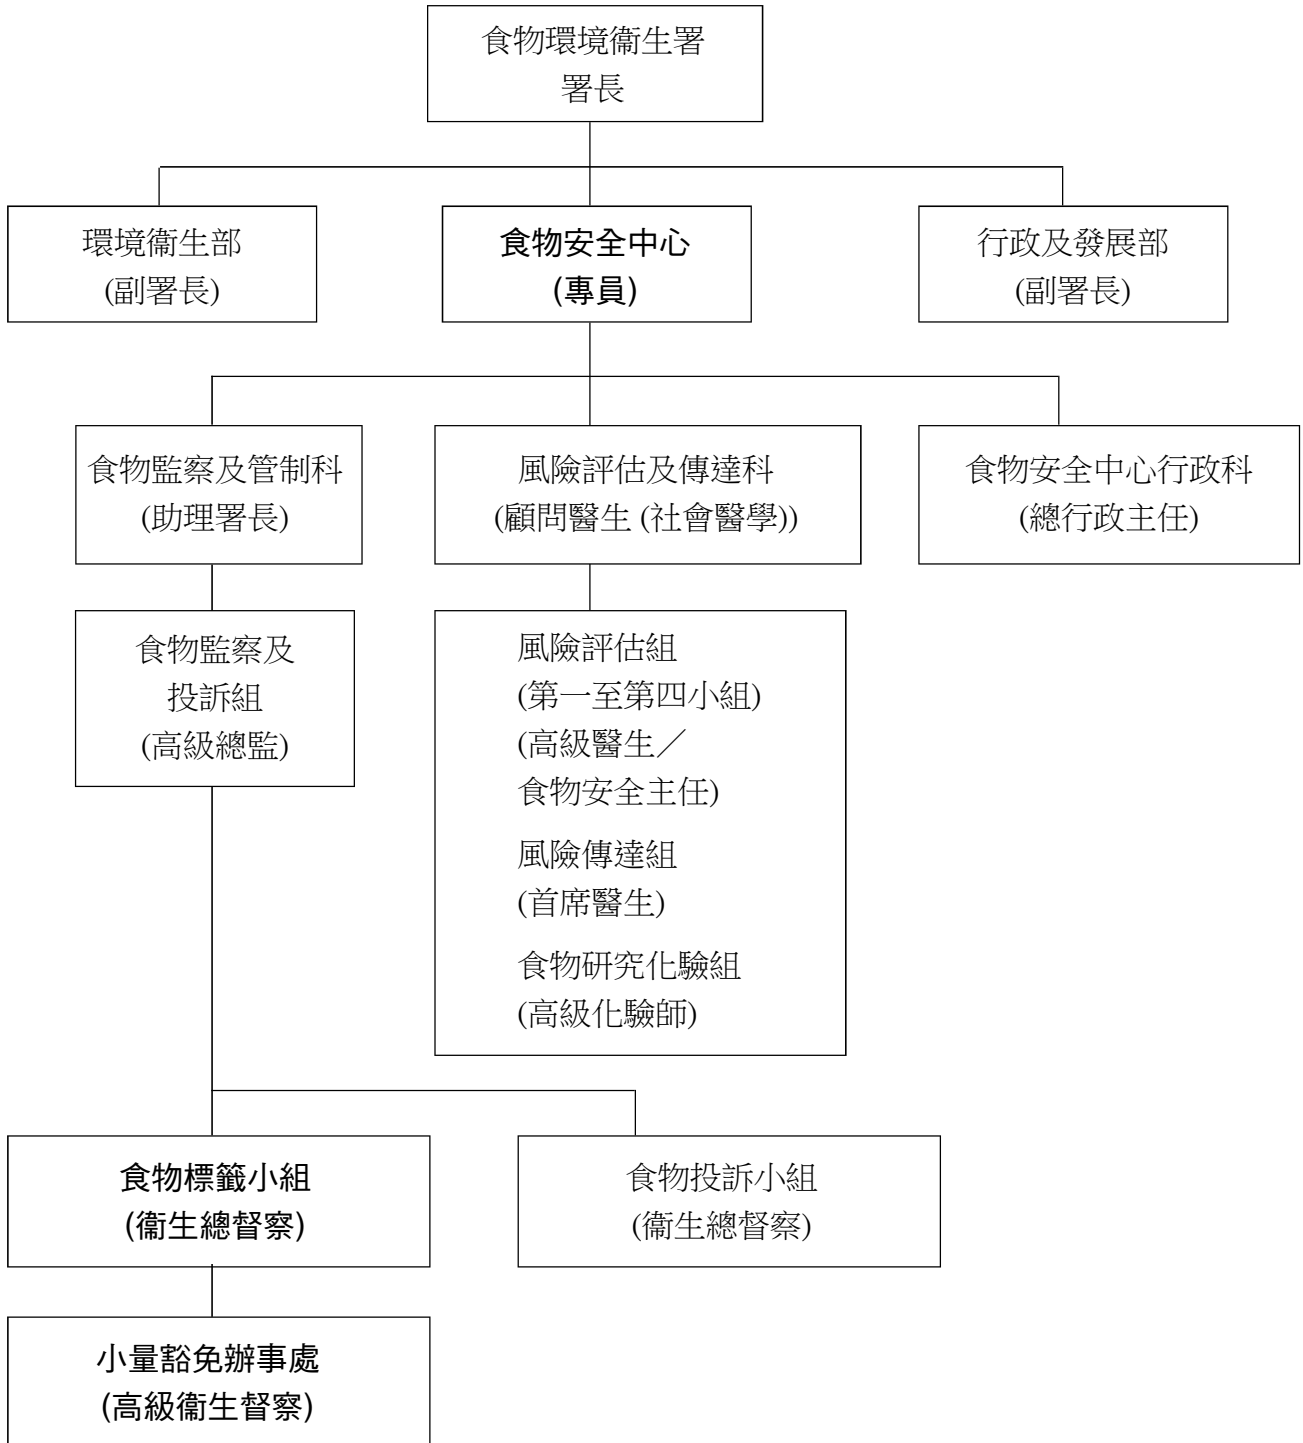 食物環境衞生署
署長
環境衞生部
(副署長)
食物安全中心
(專員)
行政及發展部
(副署長)
食物監察及管制科
(助理署長)
風險評估及傳達科
(顧問醫生 (社會醫學))
食物安全中心行政科
(總行政主任)
食物監察及
投訴組
(高級總監)
風險評估組
(第一至第四小組)
(高級醫生／
食物安全主任)
風險傳達組
(首席醫生)
食物研究化驗組
(高級化驗師)
食物標籤小組
(衞生總督察)
食物投訴小組
(衞生總督察)
小量豁免辦事處
(高級衞生督察)